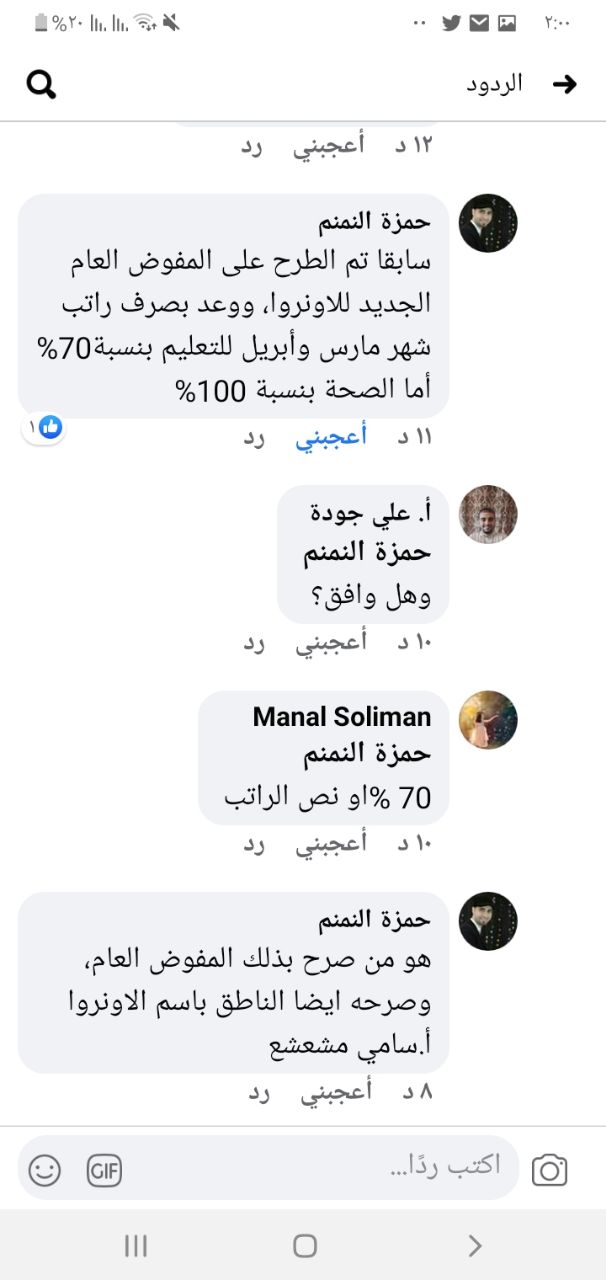 ٢:٠٠ %٢٠
الردود
١٢ د أعجبني رد
حمزة النمنم
سابقا تم الطرح على المفوض العام
الجديد للاونروا، ووعد بصرف راتب
شهر مارس وأبريل للتعليم بنسبة70%
أما الصحة بنسبة 100%
١
١١ د أعجبني رد
أ. علي جودة
حمزة النمنم
وهل وافق؟
١٠ د أعجبني رد
Manal Soliman
حمزة النمنم
70 %او نص الراتب
١٠ د أعجبني رد
حمزة النمنم
هو من صرح بذلك المفوض العام،
وصرحه ايضا الناطق باسم الاونروا
أ.سامي مشعشع
٨ د أعجبني رد
اكتب ردًا...
GIF